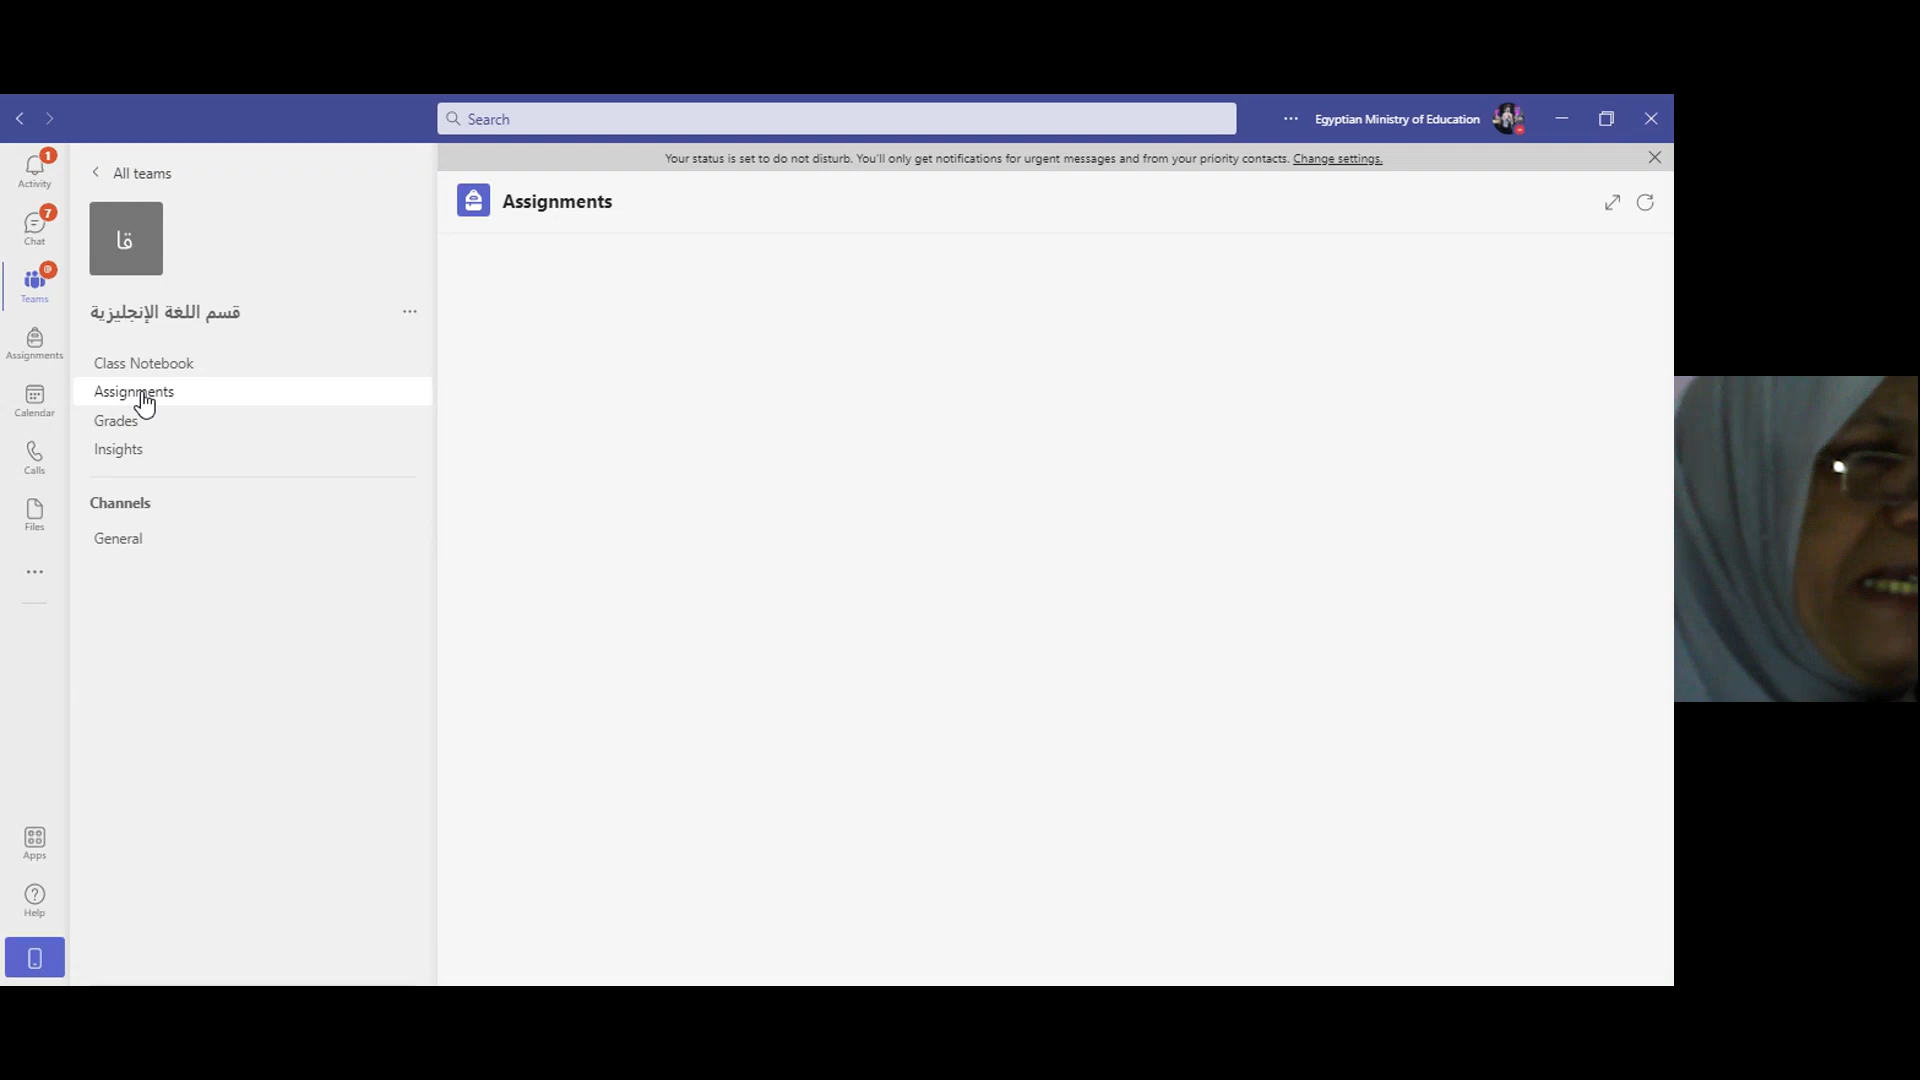 Search
Egyptian Ministry of Education
Your status is set to do not disturb. You'll only get notifications for urgent messages and from your priority contacts. Change settings.
1
Activity
7
Chat
@
Teams
Assignments
Calendar
Calls
Files
Apps
Help
All teams
قا
قسم اللغة الإنجليزية
Class Notebook
Assignments
Grades
Insights
Channels
General
Assignments